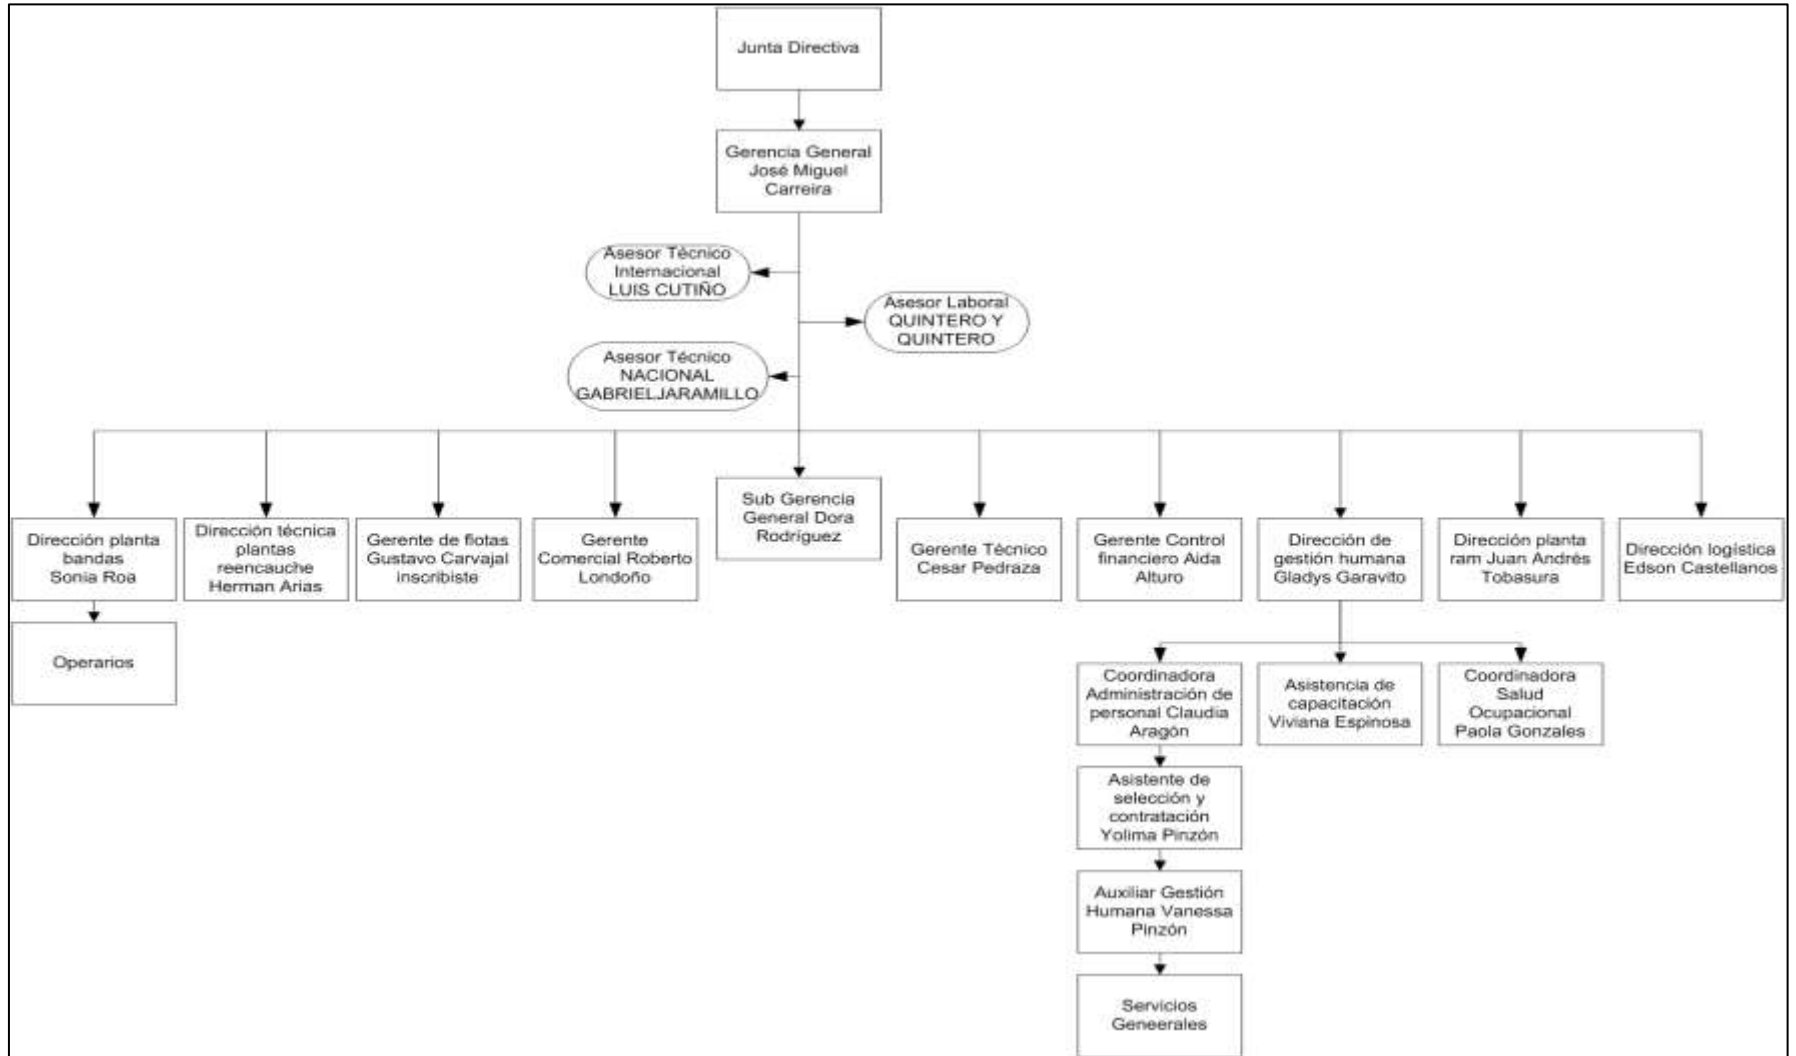 Junta Directiva
Gerencia General
José Miguel
Carreira
Asesor Técnico
Internacional
LUIS CUTIÑO
Asesor Laboral
QUINTERO Y
QUINTERO
Asesor Técnico
NACIONAL
GABRIELJARAMILLO
Dirección planta
bandas
Sonia Roa
Dirección técnica
plantas
reencauche
Herman Arias
Gerente de flotas
Gustavo Carvajal
inscribiste
Gerente
Comercial Roberto
Londoño
Sub Gerencia
General Dora
Rodríguez
Gerente Técnico
Cesar Pedraza
Gerente Control
financiero Aida
Alturo
Dirección de
gestión humana
Gladys Garavito
Dirección planta
ram Juan Andrés
Tobasura
Dirección logística
Edson Castellanos
Operarios
Coordinadora
Administración de
personal Claudia
Aragón
Asistencia de
capacitación
Viviana Espinosa
Coordinadora
Salud
Ocupacional
Paola Gonzales
Asistente de
selección y
contratación
Yolima Pinzón
Auxiliar Gestión
Humana Vanessa
Pinzón
Servicios
Geneerales